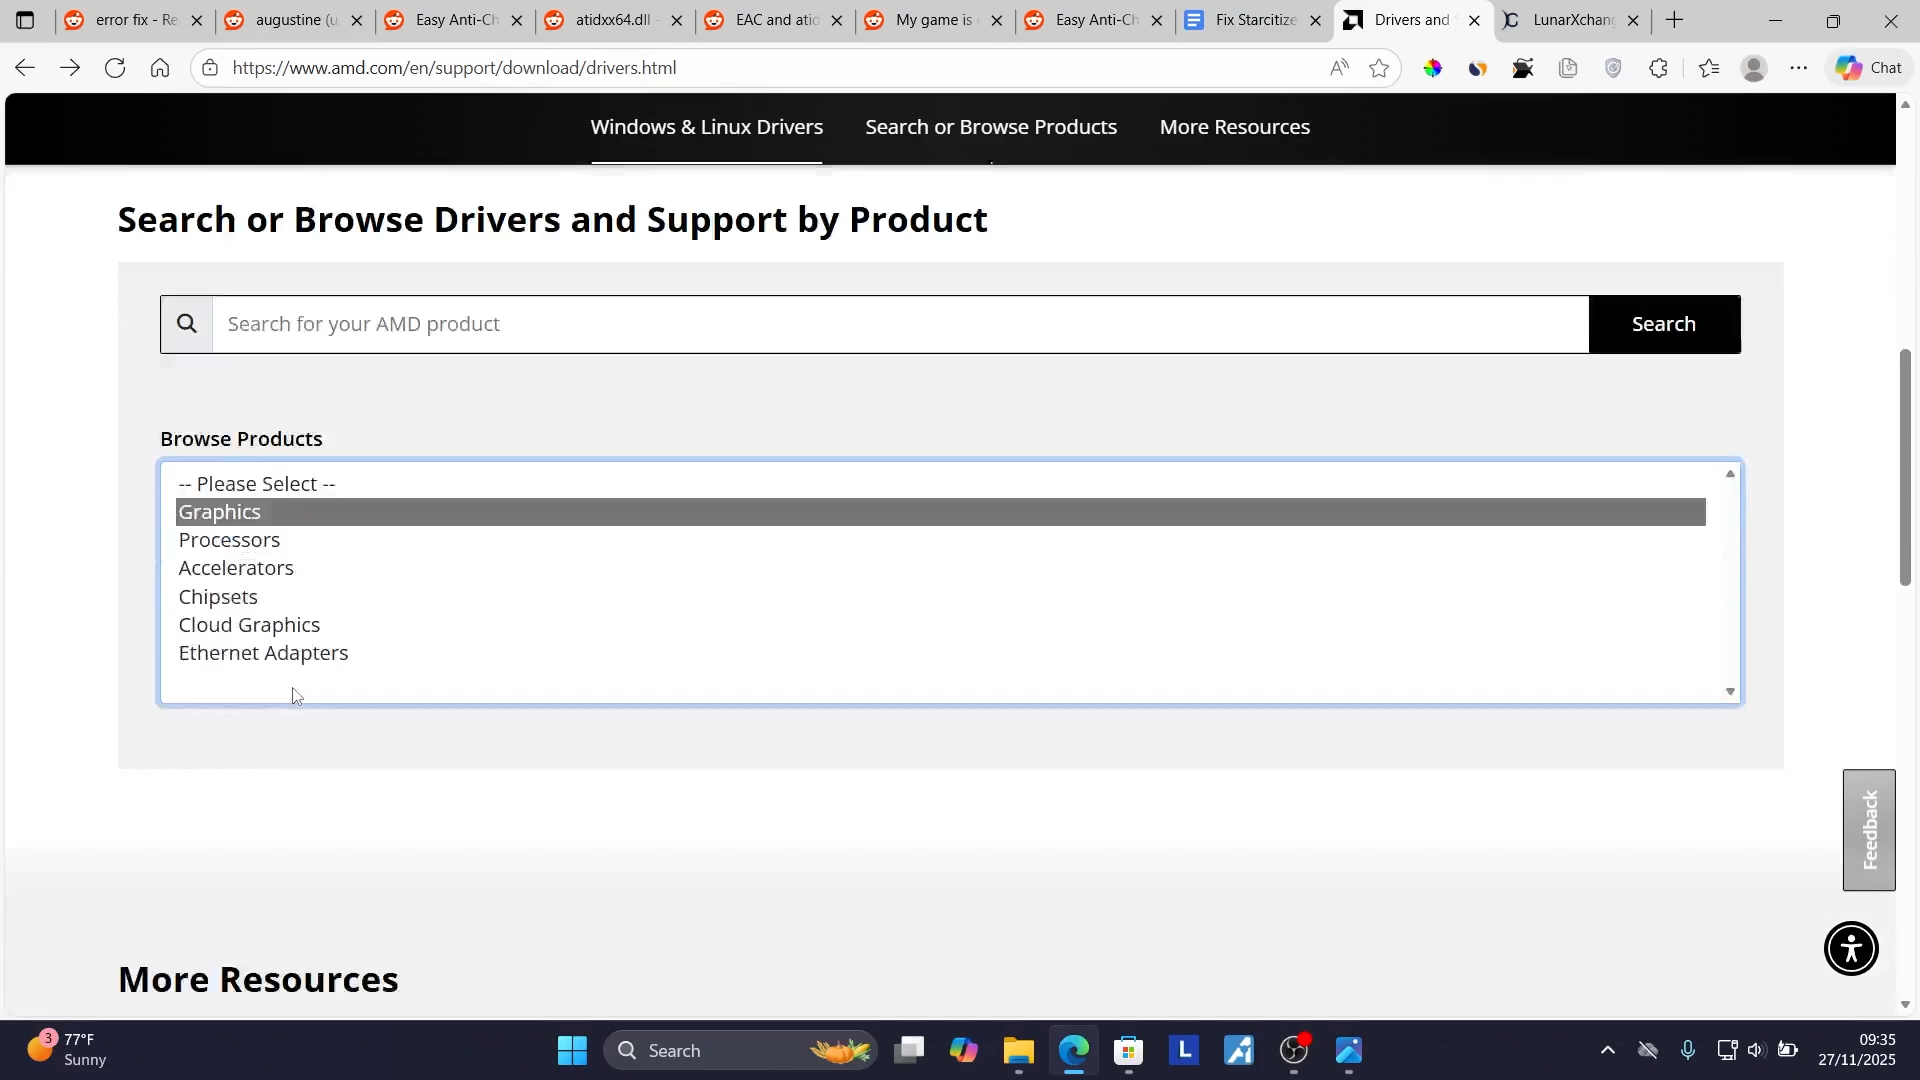 error fix - Re
augustine (u
Easy Anti-Ch
atidxx64.dll -
EAC and atid
My game is c
Easy Anti-Ch
Fix Starcitize
Drivers and
LunarXchan
https://www.amd.com/en/support/download/drivers.html
Chat
Windows & Linux Drivers
Search or Browse Products
More Resources
Search or Browse Drivers and Support by Product
Search for your AMD product
Search
Browse Products
-- Please Select --
Graphics
Processors
Accelerators
Chipsets
Cloud Graphics
Ethernet Adapters
Feedback
More Resources
3
77°F
Sunny
Search
L
09:35
27/11/2025